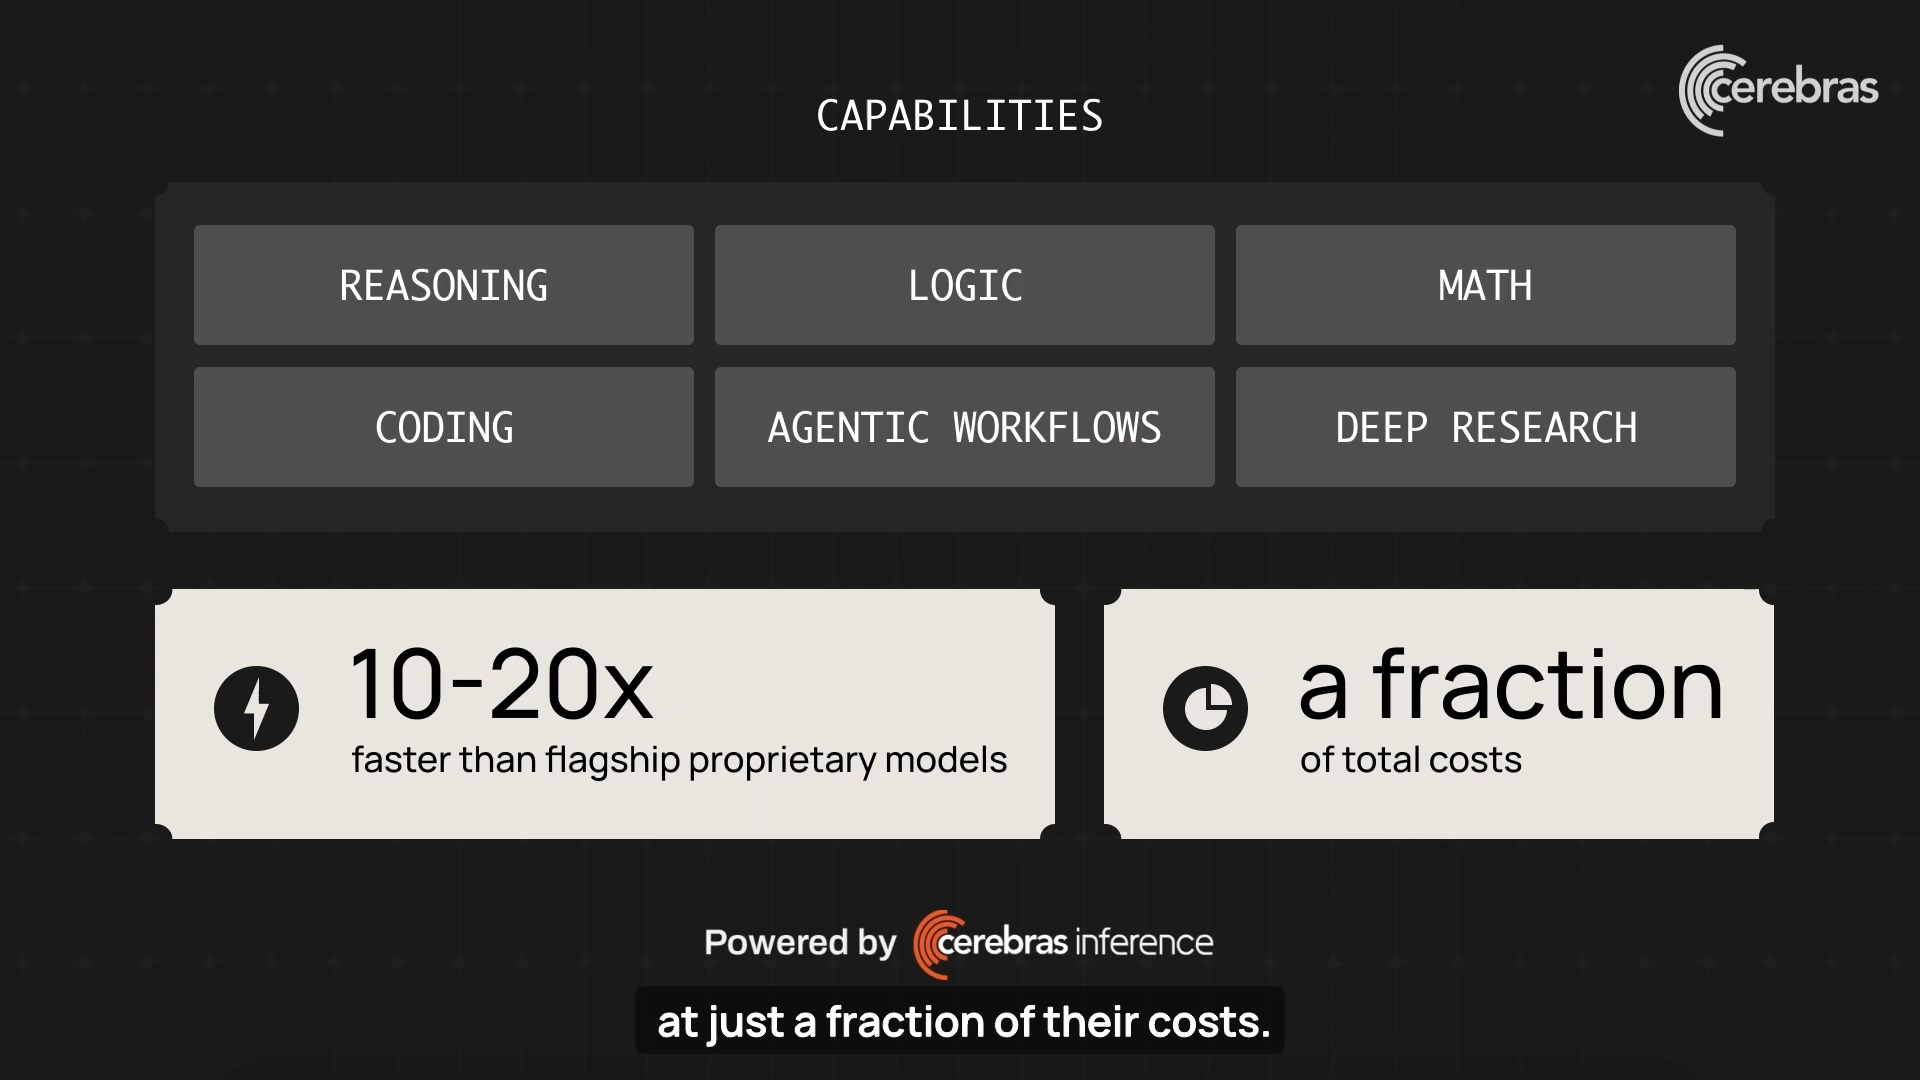 cerebras
CAPABILITIES
REASONING
LOGIC
MATH
CODING
AGENTIC WORKFLOWS
DEEP RESEARCH
10-20x
faster than flagship proprietary models
a fraction
of total costs
Powered by cerebras inference
at just a fraction of their costs.